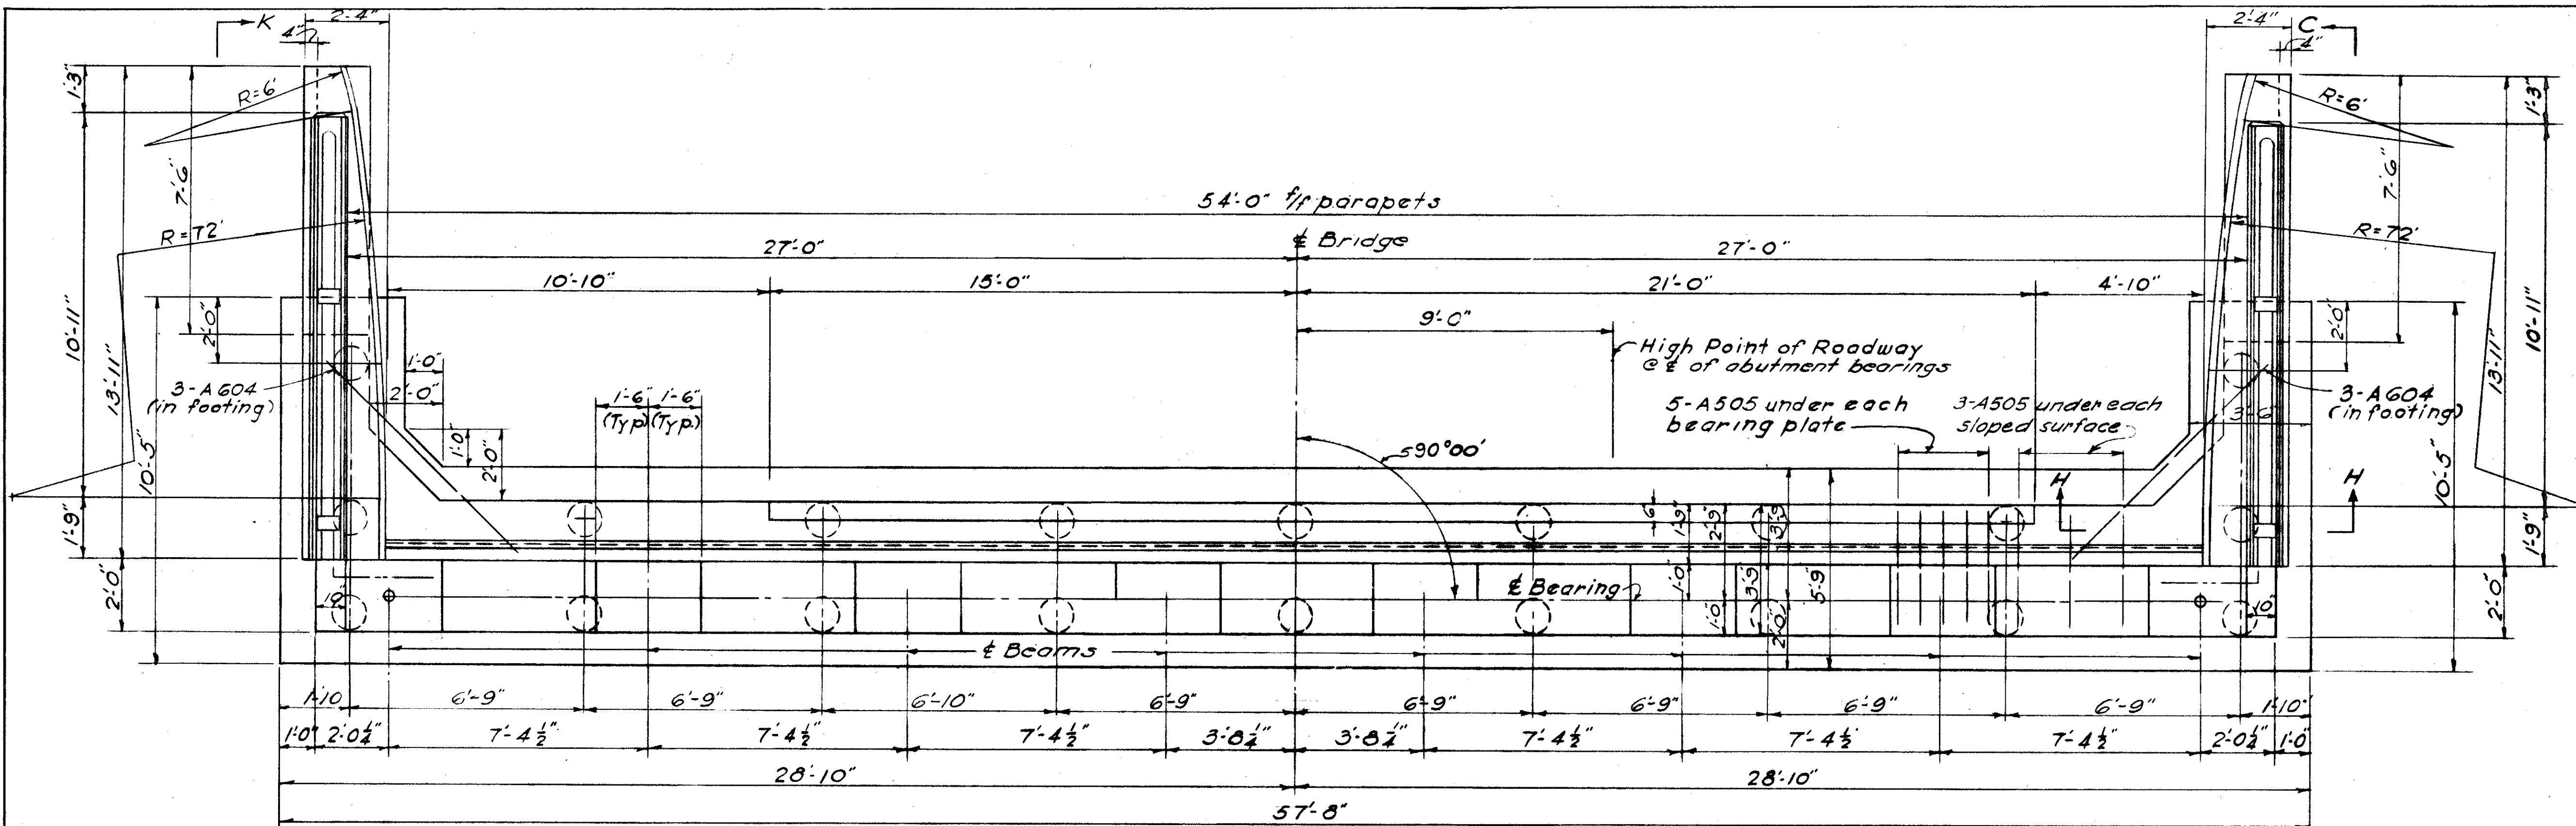 K
2'-4"
4"
2'-4"
C
4"
1'-3"
R=6'
7'-6"
R=72'
10'-11"
13'-11"
10'-5"
2'-0"
1'-9"
2'-0"
3-A604
(in footing)
1'-0"
2'-0"
1'-0"
2'-0"
54'-0" f/f parapets
℄ Bridge
27'-0"
27'-0"
10'-10"
15'-0"
21'-0"
4'-10"
9'-0"
High Point of Roadway
@ ℄ of abutment bearings
1'-6" 1'-6"
(Typ) (Typ.)
5-A505 under each
bearing plate
3-A505 under each
sloped surface
90°00'
R=6'
1'-3"
7'-6"
R=72'
2'-0"
10'-11"
13'-11"
3-A604
(in footing)
3'-6"
10'-5"
H
H
1'-9"
2'-0"
6"
1'-9"
2'-9"
3'-9"
1'-0"
3'-9"
5'-9"
1'-0"
2'-0"
℄ Bearing
10"
10"
℄ Beams
1'-10 6'-9" 6'-9" 6'-10" 6'-9" 6'-9" 6'-9" 6'-9" 6'-9" 1'-10"
1'-0" 2'-0¼" 7'-4½" 7'-4½" 7'-4½" 3'-8¼" 3'-8¼" 7'-4½" 7'-4½" 7'-4½" 2'-0¼" 1'-0"
28'-10"
28'-10"
57'-8"